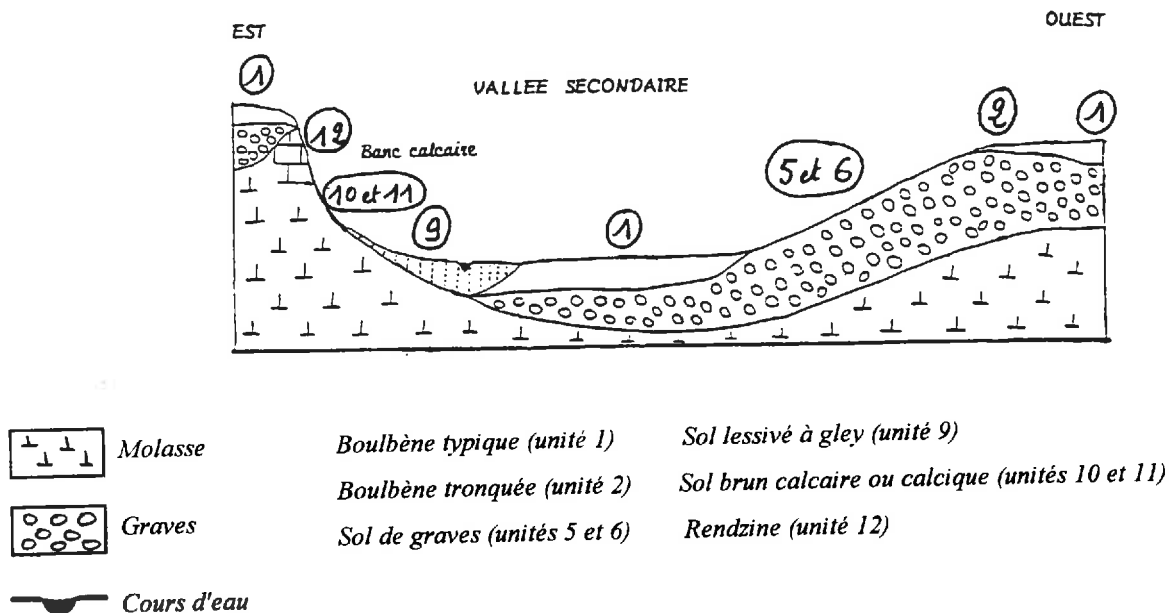 EST
OUEST
VALLEE SECONDAIRE
1
12
Banc calcaire
10 et 11
9
1
5 et 6
2
1
Molasse
Graves
Cours d'eau
Boulbène typique (unité 1)
Boulbène tronquée (unité 2)
Sol de graves (unités 5 et 6)
Sol lessivé à gley (unité 9)
Sol brun calcaire ou calcique (unités 10 et 11)
Rendzine (unité 12)